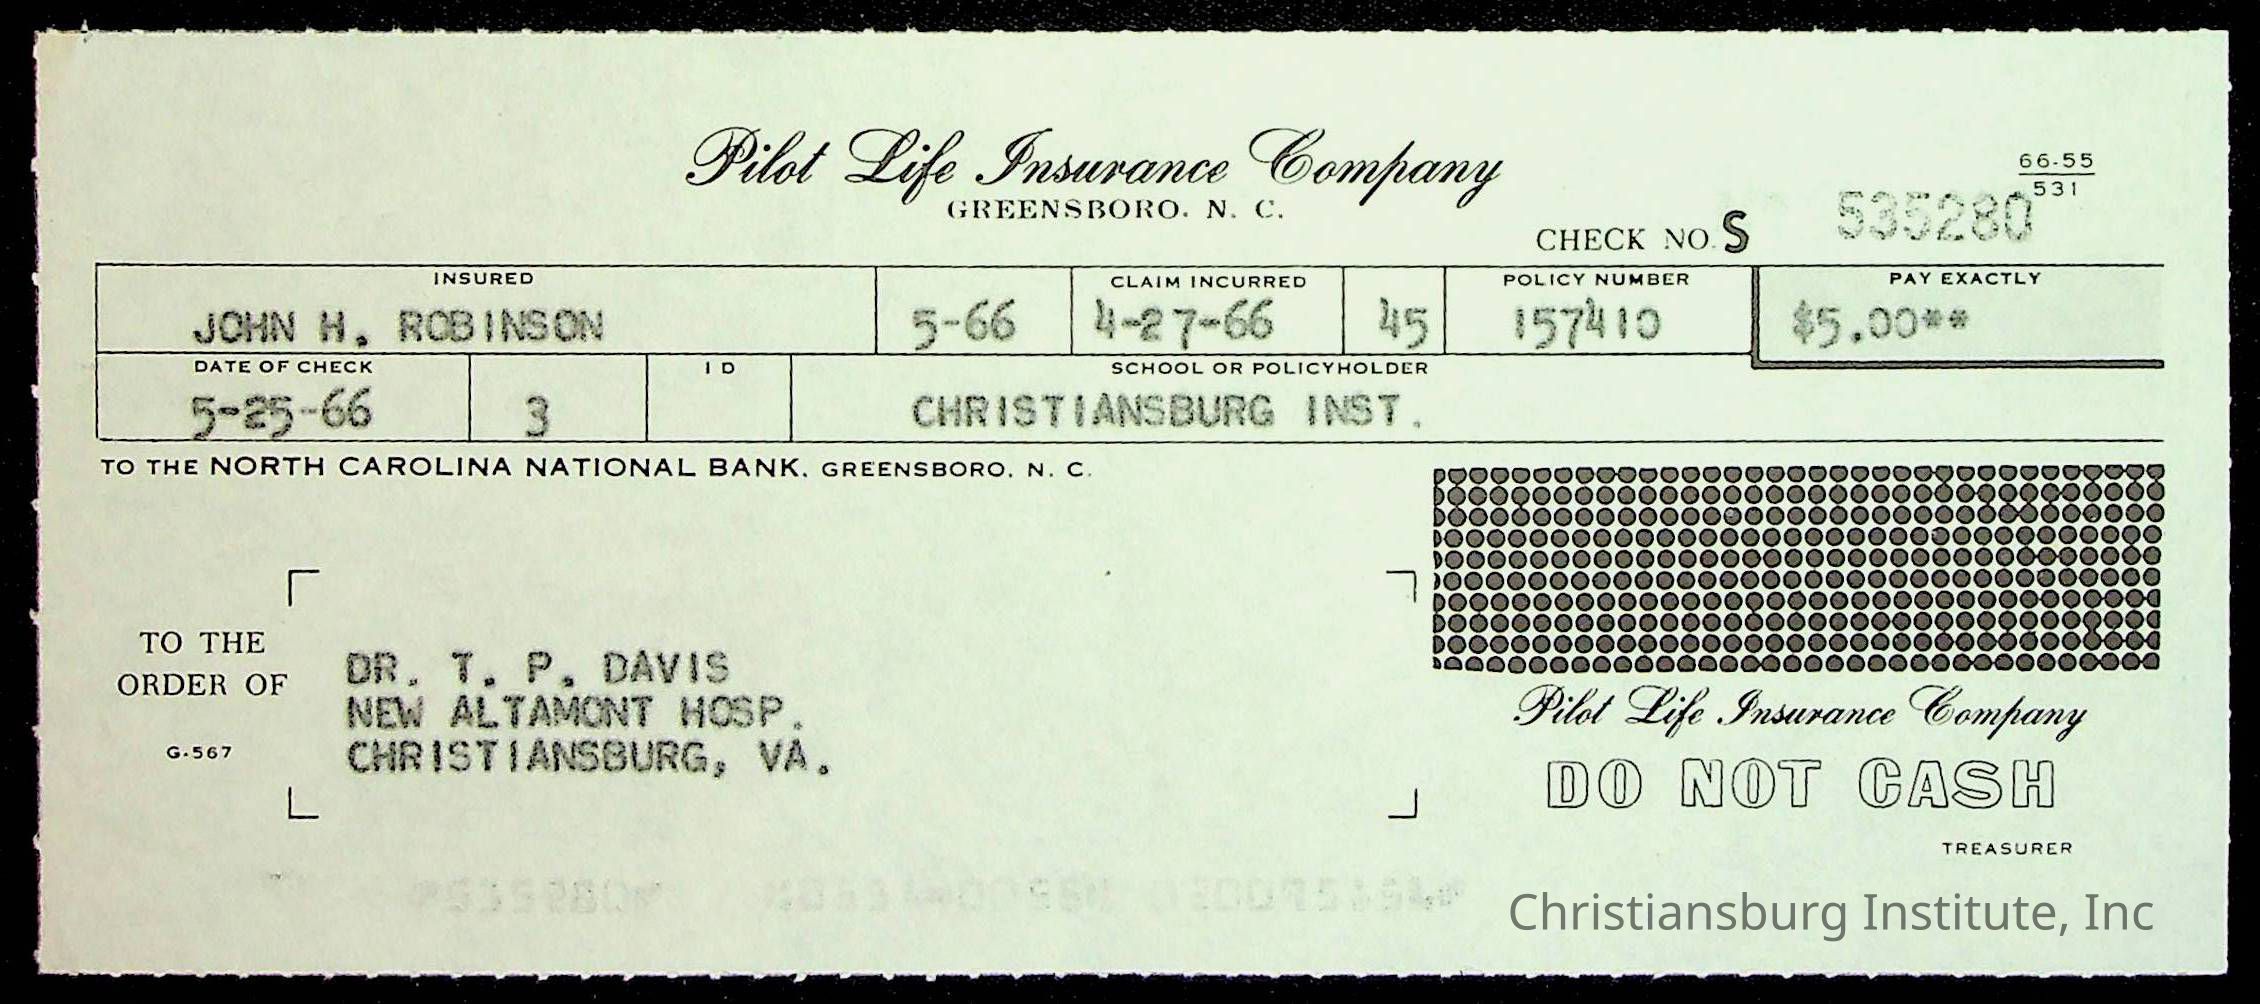 Pilot Life Insurance Company
GREENSBORO, N. C.
66-55
531
CHECK NO. S 535280
INSURED CLAIM INCURRED POLICY NUMBER PAY EXACTLY
JOHN H. ROBINSON 5-66 4-27-66 45 157410 $5.00**
DATE OF CHECK I D SCHOOL OR POLICYHOLDER
5-25-66 3 CHRISTIANSBURG INST.
TO THE NORTH CAROLINA NATIONAL BANK, GREENSBORO, N. C.
TO THE
ORDER OF
DR. T. P. DAVIS
NEW ALTAMONT HOSP.
CHRISTIANSBURG, VA.
G-567
Pilot Life Insurance Company
DO NOT CASH
TREASURER
Christiansburg Institute, Inc